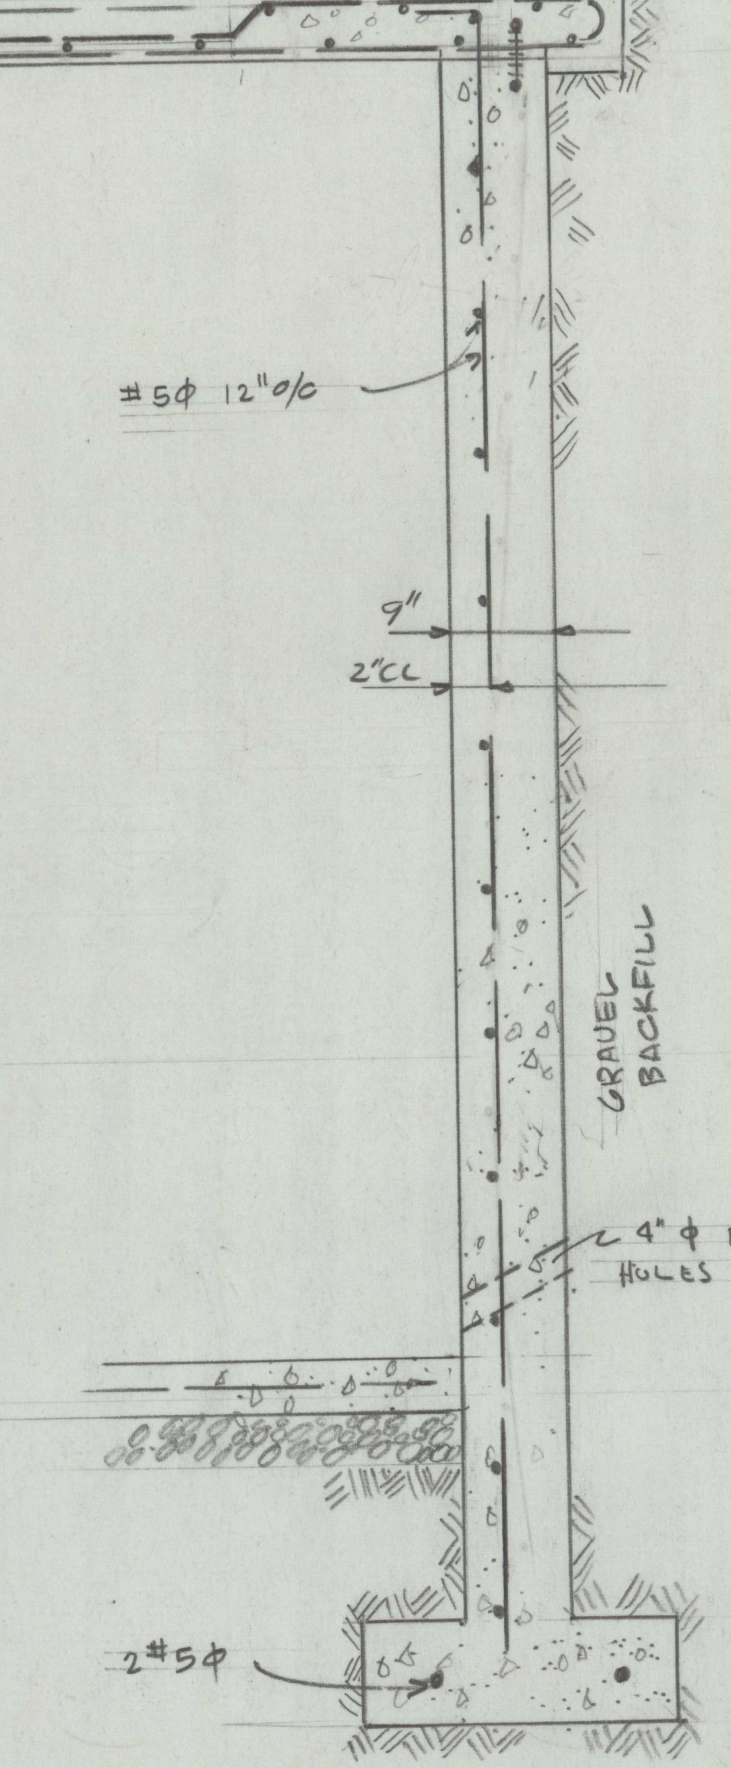 #5φ 12" O/C
9"
2"CL
GRAVEL
BACKFILL
4" φ
HOLES
2#5φ